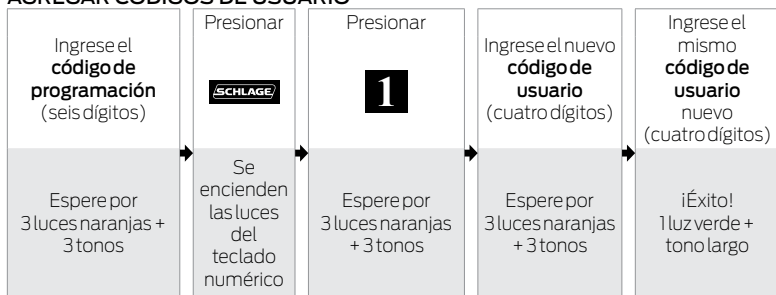 AGREGAR CÓDIGOS DE USUARIO
Ingrese el
código de
programación
(seis dígitos)
Espere por
3 luces naranjas +
3 tonos
Presionar
SCHLAGE
Se
encienden
las luces
del
teclado
numérico
Presionar
1
Espere por
3 luces naranjas
+ 3 tonos
Ingrese el nuevo
código de
usuario
(cuatro dígitos)
Espere por
3 luces naranjas
+ 3 tonos
Ingrese el
mismo
código de
usuario
nuevo
(cuatro dígitos)
¡Éxito!
1 luz verde +
tono largo